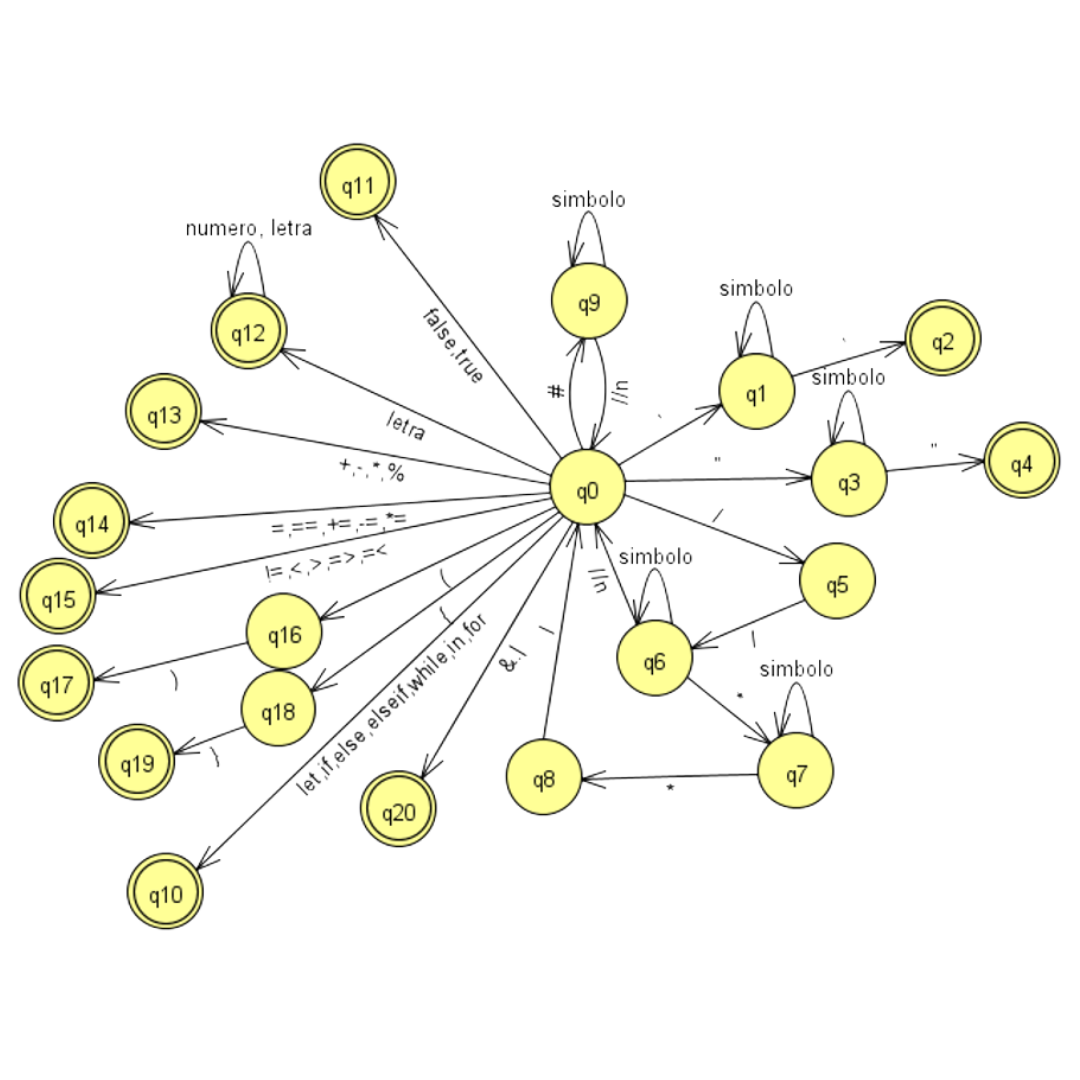 q11
simbolo
numero, letra
q9
simbolo
q12
false,true
q2
`
simbolo
q1
q13
#
//n
letra
`
"
q4
+,-,*,%
"
q3
q0
q14
=,==,+=,-=,*=
/
!=,<,>,=>,=<
simbolo
q5
q15
(
//n
{
q16
/
&.|
q6
q17
)
simbolo
let,if,else,elseif,while,in,for
*
q18
q19
}
q8
*
q7
q20
q10